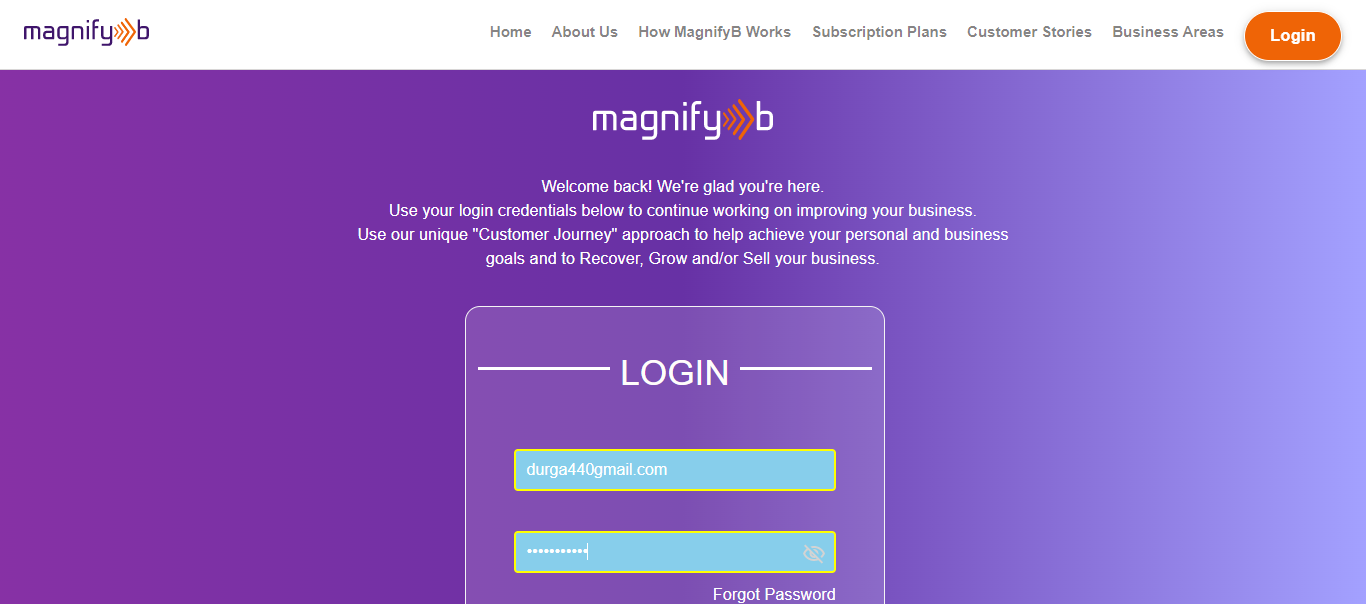 magnifyb
Home About Us How MagnifyB Works Subscription Plans Customer Stories Business Areas Login
magnifyb
Welcome back! We're glad you're here.
Use your login credentials below to continue working on improving your business.
Use our unique "Customer Journey" approach to help achieve your personal and business
goals and to Recover, Grow and/or Sell your business.
LOGIN
durga440gmail.com
•••••••••••
Forgot Password